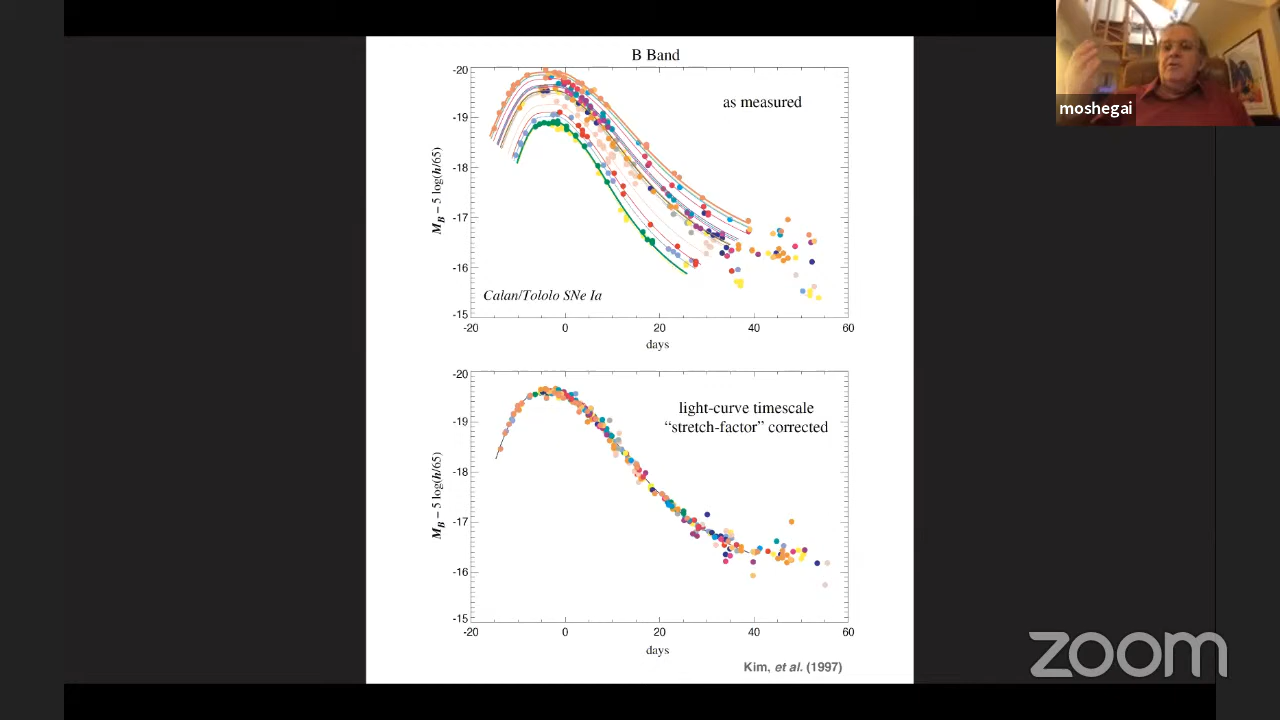 B Band
-20
as measured
-19
-18
M_B – 5 log(h/65)
-17
-16
Calan/Tololo SNe Ia
-15
-20
0
20
40
60
days
-20
light-curve timescale
“stretch-factor” corrected
-19
-18
M_B – 5 log(h/65)
-17
-16
-15
-20
0
20
40
60
days
Kim, et al. (1997)
moshegai
zoom